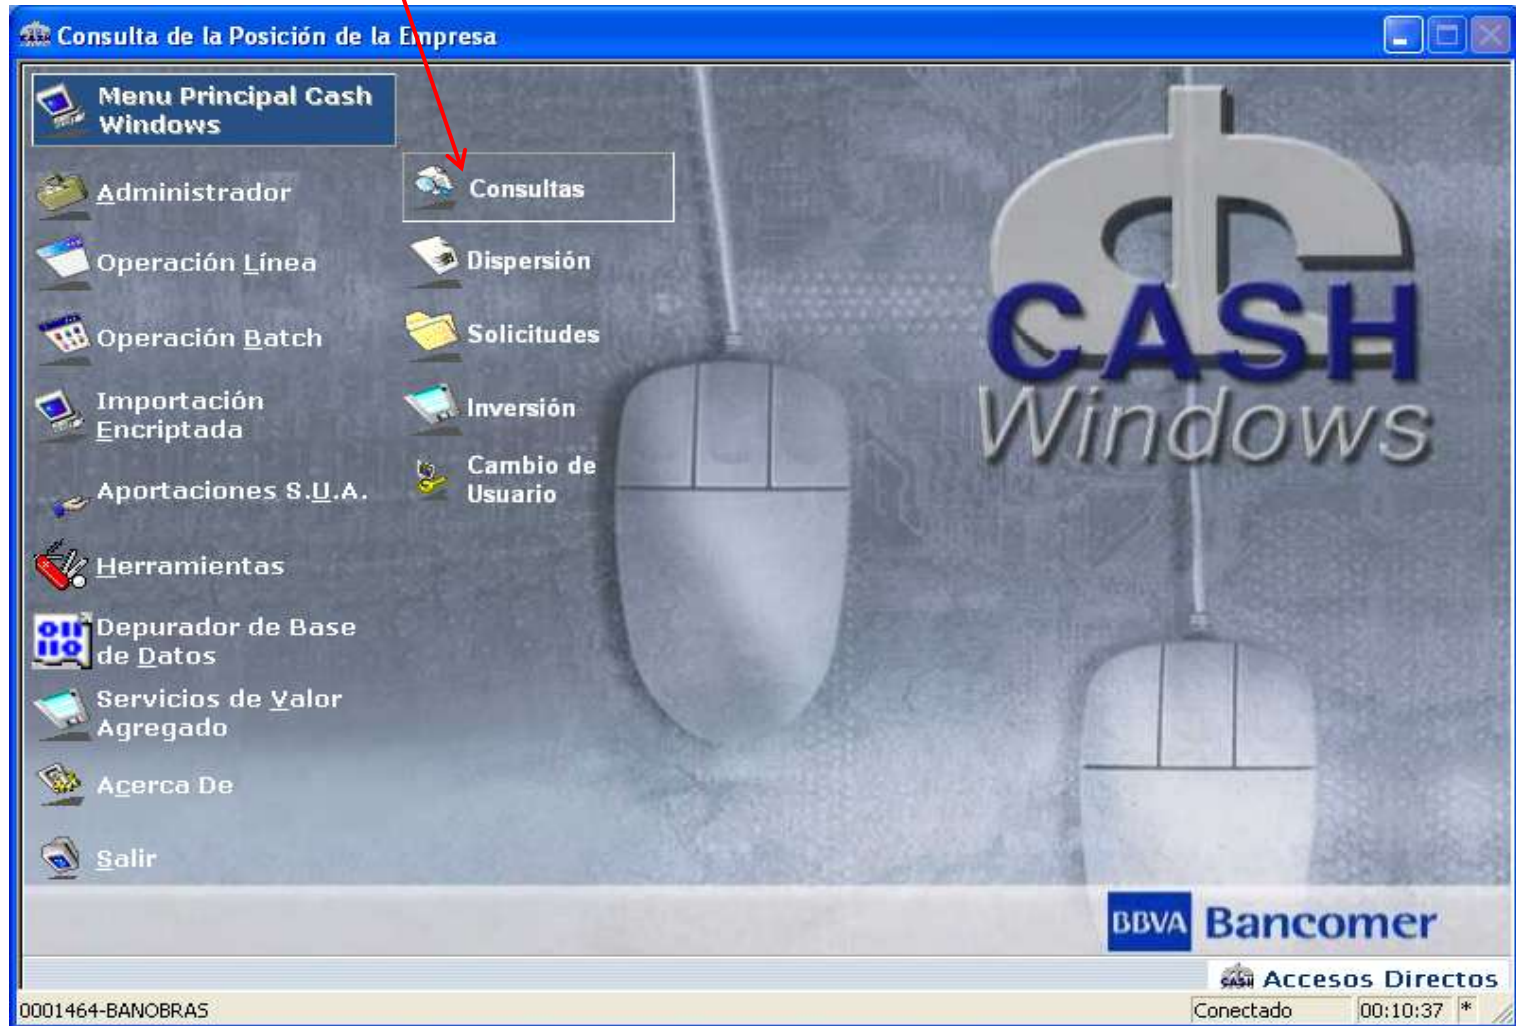 Consulta de la Posición de la Empresa
Menu Principal Cash
Windows
Administrador
Operación Línea
Operación Batch
Importación
Encriptada
Aportaciones S.U.A.
Herramientas
Depurador de Base
de Datos
Servicios de Valor
Agregado
Acerca De
Salir
Consultas
Dispersión
Solicitudes
Inversión
Cambio de
Usuario
CASH
Windows
BBVA Bancomer
CASH Accesos Directos
0001464-BANOBRAS
Conectado
00:10:37
*